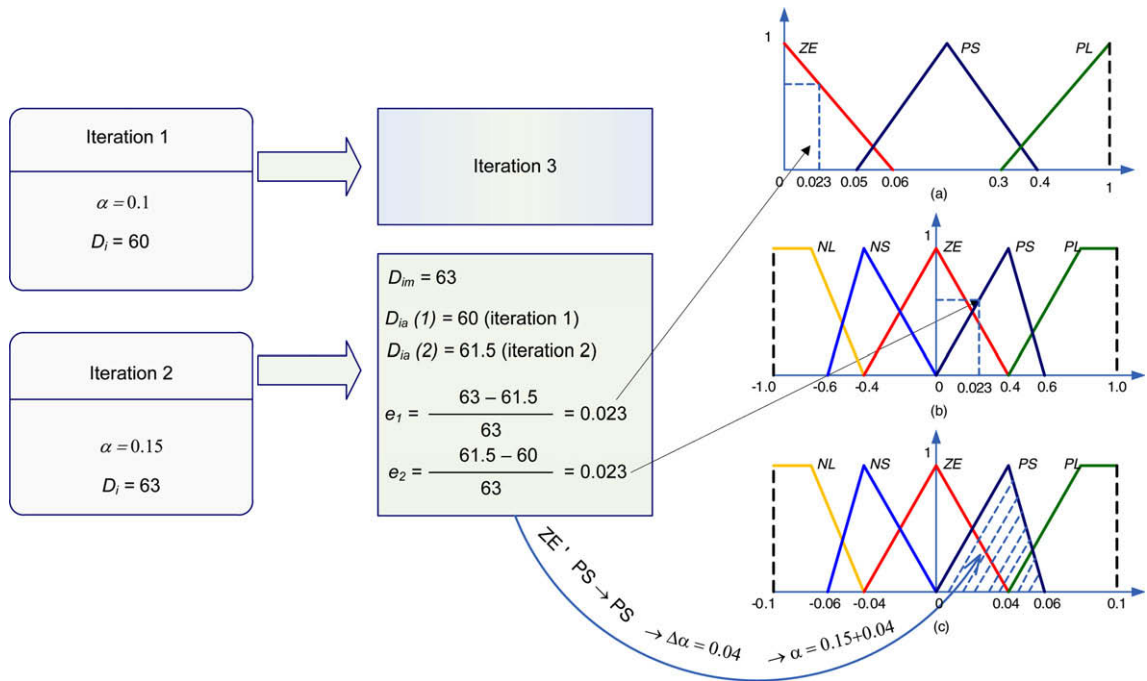 Iteration 1
α = 0.1
D_i = 60
Iteration 2
α = 0.15
D_i = 63
Iteration 3
D_im = 63
D_ia (1) = 60 (iteration 1)
D_ia (2) = 61.5 (iteration 2)
e_1 = (63 – 61.5) / 63 = 0.023
e_2 = (61.5 – 60) / 63 = 0.023
ZE ' PS → PS → Δα = 0.04 → α = 0.15+0.04
1 ZE PS PL
0 0.023 0.05 0.06 0.3 0.4 1
(a)
NL NS 1 ZE PS PL
-1.0 -0.6 -0.4 0 0.023 0.4 0.6 1.0
(b)
NL NS 1 ZE PS PL
-0.1 -0.06 -0.04 0 0.04 0.06 0.1
(c)